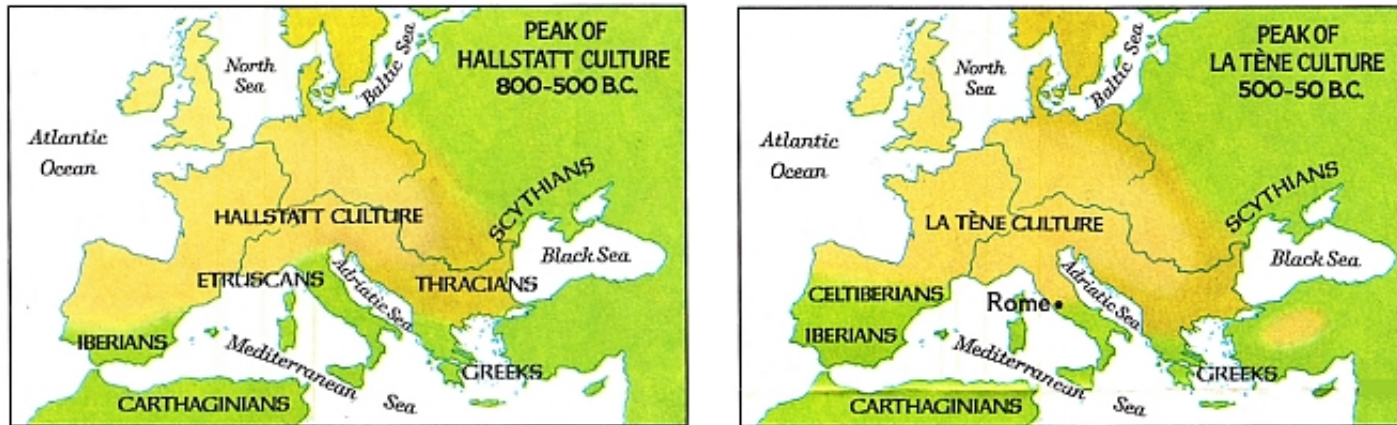 PEAK OF
HALLSTATT CULTURE
800-500 B.C.
North
Sea
Baltic Sea
Atlantic
Ocean
SCYTHIANS
HALLSTATT CULTURE
Black Sea
ETRUSCANS
Adriatic Sea
THRACIANS
IBERIANS
Mediterranean
Sea
GREEKS
CARTHAGINIANS
PEAK OF
LA TÈNE CULTURE
500-50 B.C.
North
Sea
Baltic Sea
Atlantic
Ocean
SCYTHIANS
LA TÈNE CULTURE
Black Sea
CELTIBERIANS
Rome
Adriatic Sea
IBERIANS
Mediterranean
Sea
GREEKS
CARTHAGINIANS